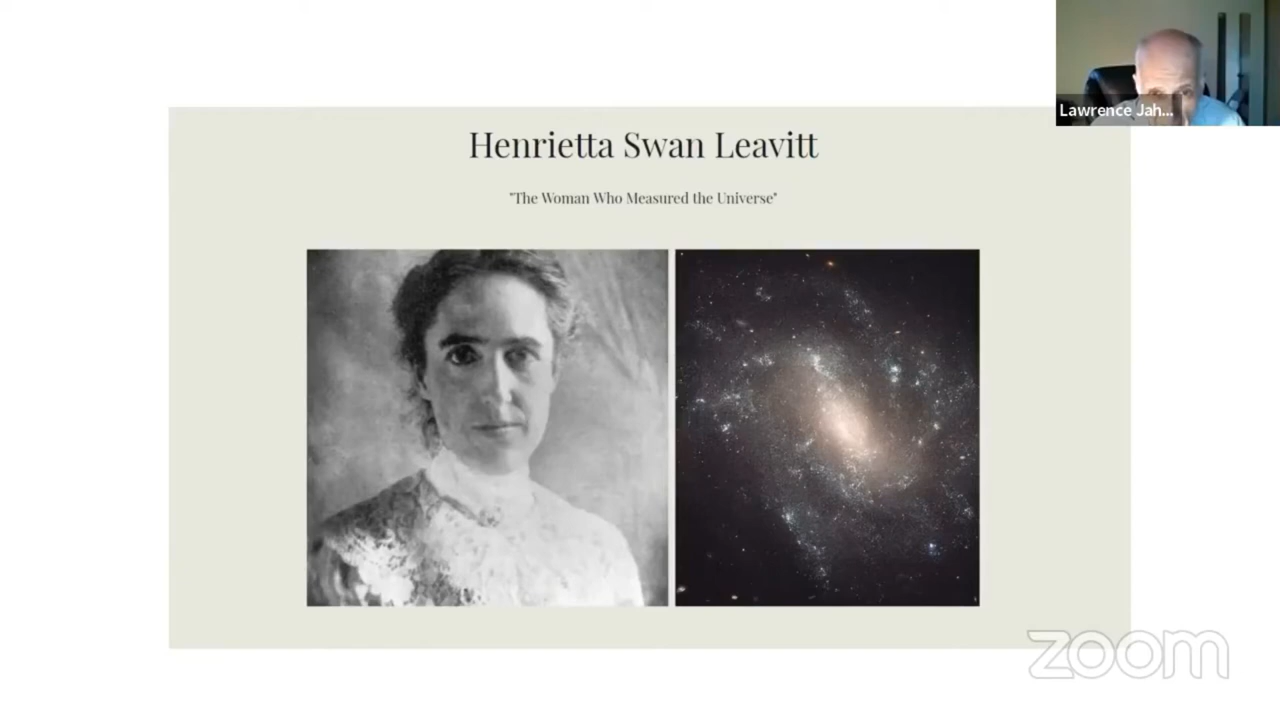 Lawrence Jah...
Henrietta Swan Leavitt
"The Woman Who Measured the Universe"
zoom